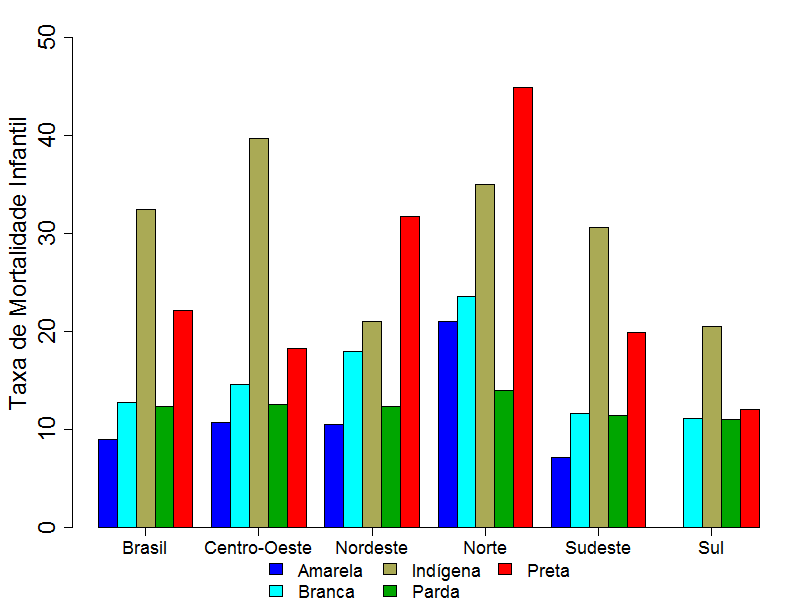 Taxa de Mortalidade Infantil
50
40
30
20
10
0
Brasil Centro-Oeste Nordeste Norte Sudeste Sul
Amarela Indígena Preta
Branca Parda